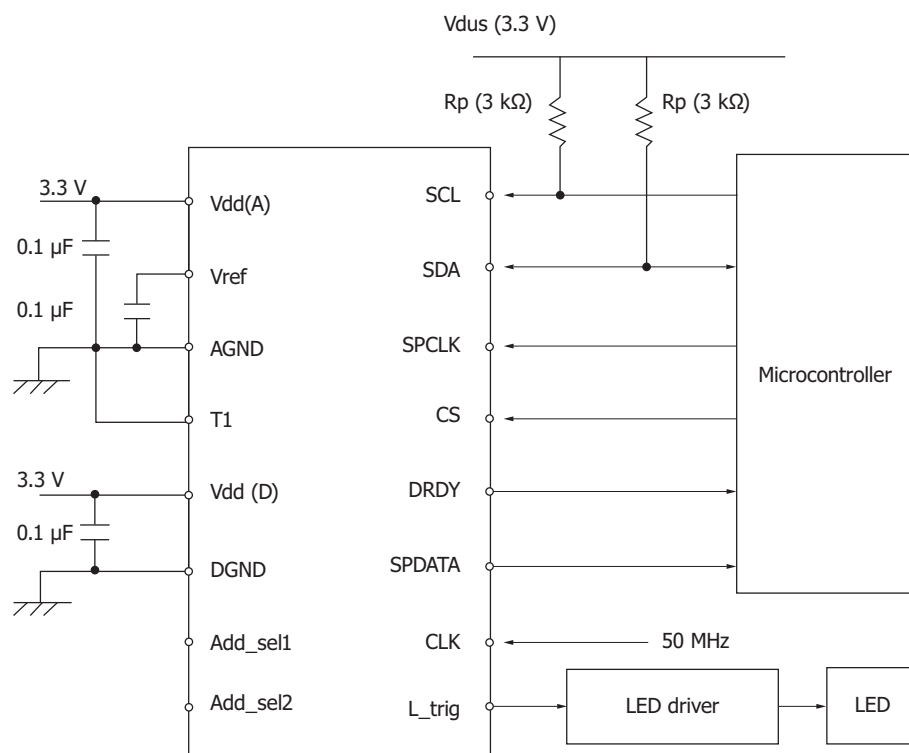 Vdus (3.3 V)
Rp (3 kΩ)
Rp (3 kΩ)
3.3 V
0.1 μF
0.1 μF
3.3 V
0.1 μF
Vdd(A)
Vref
AGND
T1
Vdd (D)
DGND
Add_sel1
Add_sel2
SCL
SDA
SPCLK
CS
DRDY
SPDATA
CLK
L_trig
Microcontroller
50 MHz
LED driver
LED